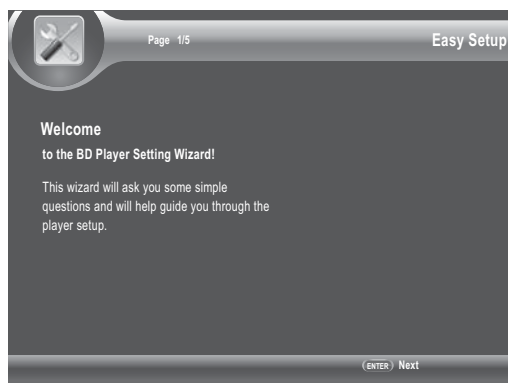 Page 1/5
Easy Setup
Welcome
to the BD Player Setting Wizard!
This wizard will ask you some simple
questions and will help guide you through the
player setup.
ENTER Next